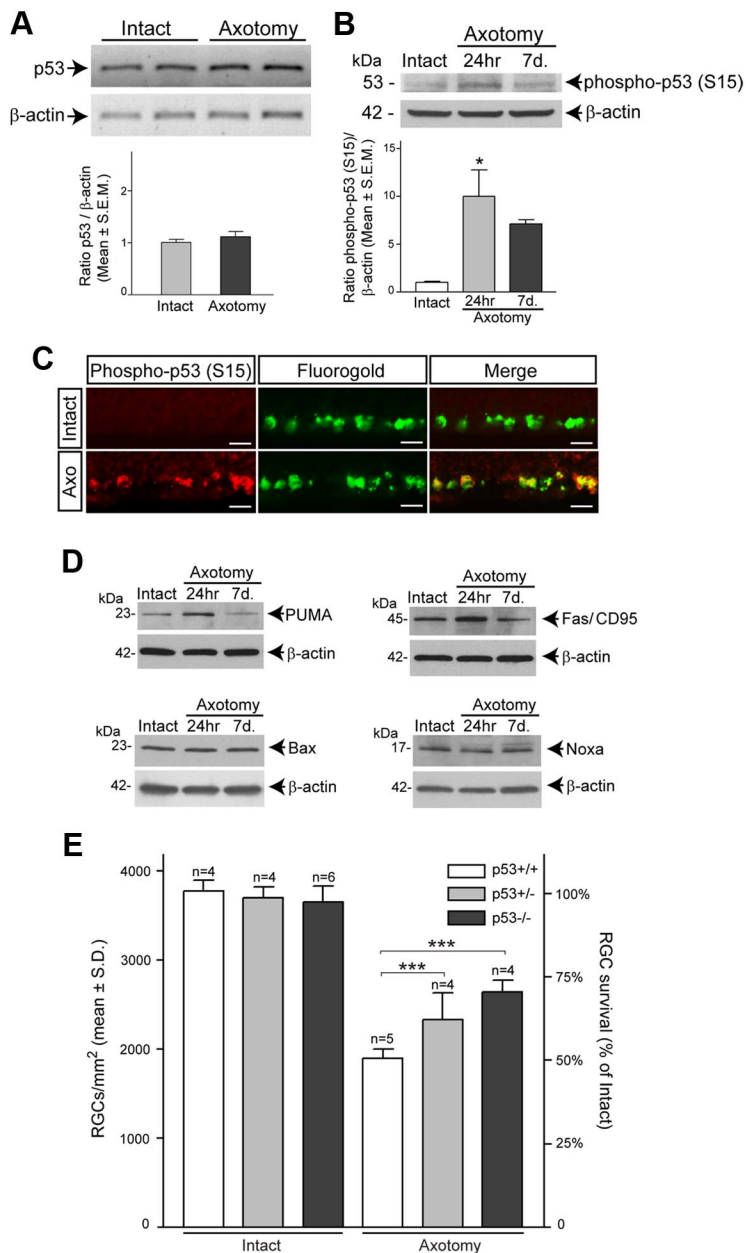 A
Intact Axotomy
p53
β-actin
Ratio p53 / β-actin
(Mean ± S.E.M.)
2
1
0
Intact Axotomy
B
Axotomy
kDa Intact 24hr 7d.
53 - phospho-p53 (S15)
42 - β-actin
Ratio phospho-p53 (S15)/
β-actin (Mean ± S.E.M.)
15
10
5
0
*
Intact 24hr 7d.
Axotomy
C
Phospho-p53 (S15) Fluorogold Merge
Intact
Axo
D
Axotomy
kDa Intact 24hr 7d.
23- PUMA
42- β-actin
Axotomy
kDa Intact 24hr 7d.
45- Fas/CD95
42- β-actin
Axotomy
kDa Intact 24hr 7d.
23- Bax
42- β-actin
Axotomy
kDa Intact 24hr 7d.
17- Noxa
42- β-actin
E
RGCs/mm² (mean ± S.D.)
4000
3000
2000
1000
0
n=4 n=4 n=6
n=5 n=4 n=4
***
***
p53+/+
p53+/-
p53-/-
100%
75%
50%
25%
0
RGC survival (% of Intact)
Intact Axotomy